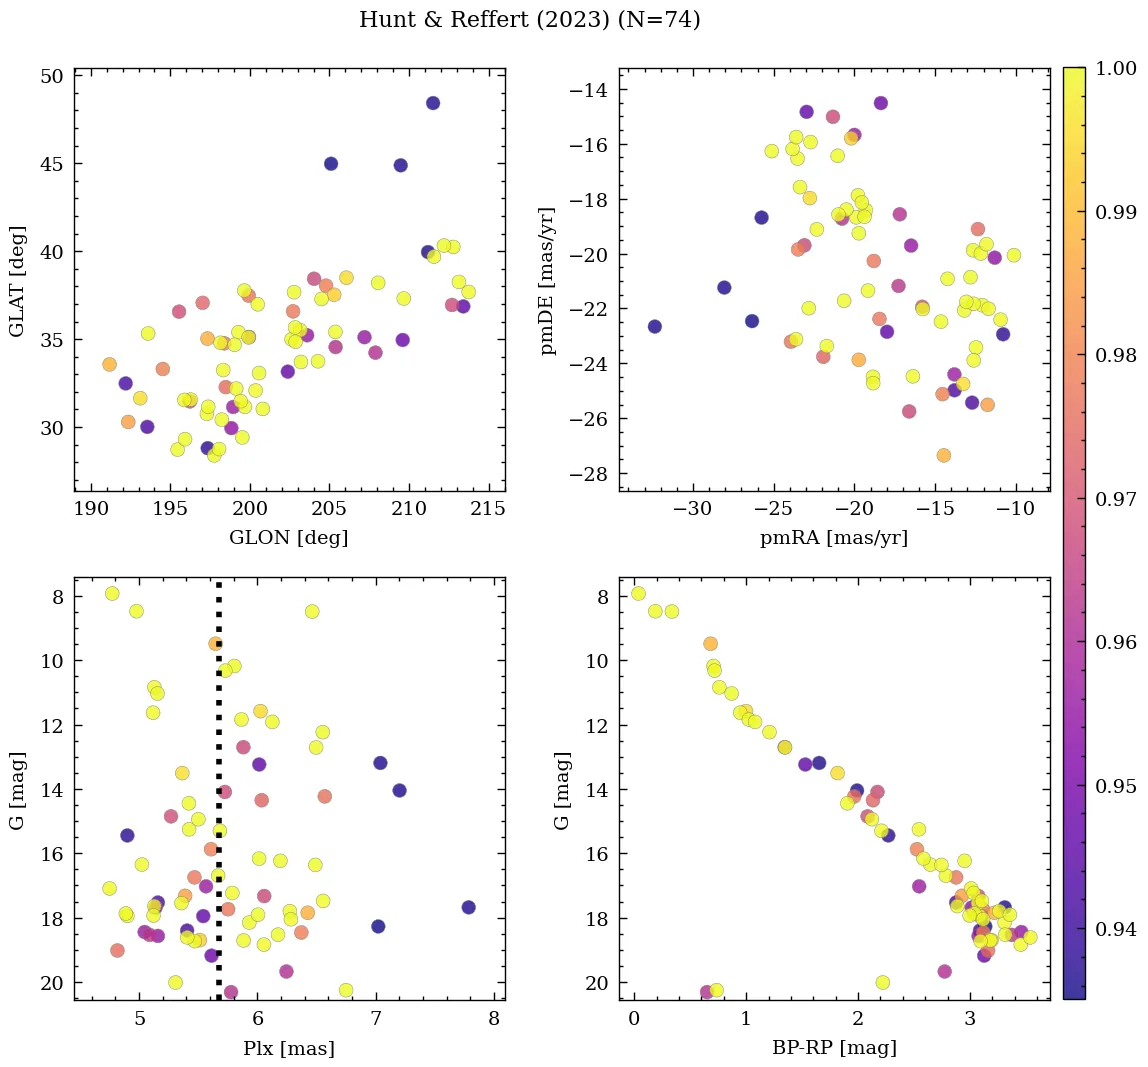 Hunt & Reffert (2023) (N=74)
50
45
40
35
30
GLAT [deg]
190 195 200 205 210 215
GLON [deg]
−14
−16
−18
−20
−22
−24
−26
−28
pmDE [mas/yr]
−30 −25 −20 −15 −10
pmRA [mas/yr]
8
10
12
14
16
18
20
G [mag]
5 6 7 8
Plx [mas]
8
10
12
14
16
18
20
G [mag]
0 1 2 3
BP-RP [mag]
1.00
0.99
0.98
0.97
0.96
0.95
0.94